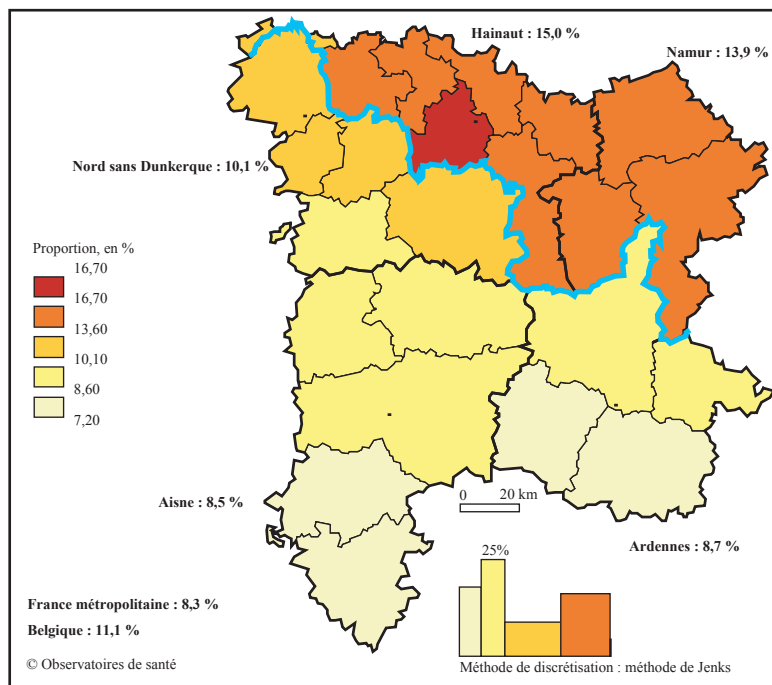 Hainaut : 15,0 %
Namur : 13,9 %
Nord sans Dunkerque : 10,1 %
Proportion, en %
16,70
16,70
13,60
10,10
8,60
7,20
0 20 km
Aisne : 8,5 %
25%
Ardennes : 8,7 %
France métropolitaine : 8,3 %
Belgique : 11,1 %
© Observatoires de santé
Méthode de discrétisation : méthode de Jenks